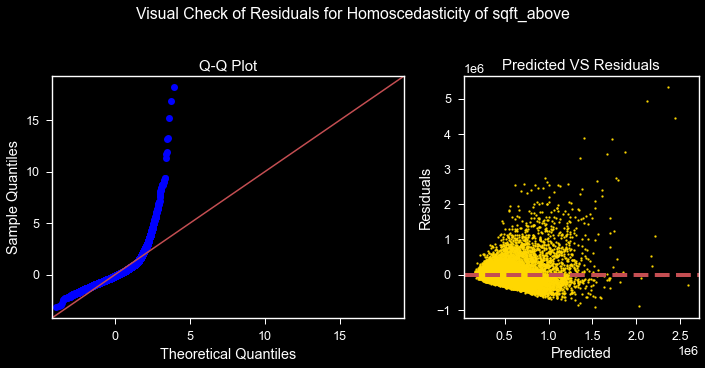 Visual Check of Residuals for Homoscedasticity of sqft_above
Q-Q Plot
Sample Quantiles
15
10
5
0
0 5 10 15
Theoretical Quantiles
Predicted VS Residuals
1e6
Residuals
5
4
3
2
1
0
−1
0.5 1.0 1.5 2.0 2.5
1e6
Predicted